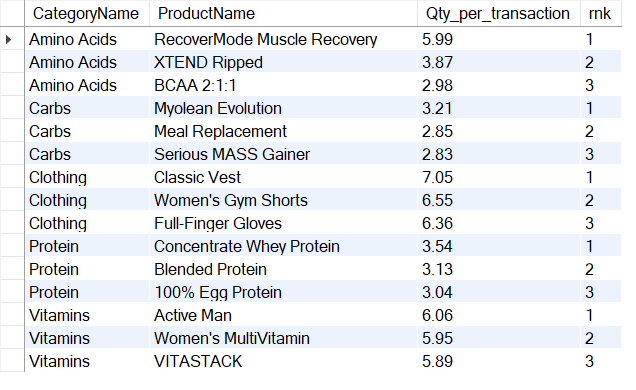 CategoryName ProductName Qty_per_transaction rnk
Amino Acids RecoverMode Muscle Recovery 5.99 1
Amino Acids XTEND Ripped 3.87 2
Amino Acids BCAA 2:1:1 2.98 3
Carbs Myolean Evolution 3.21 1
Carbs Meal Replacement 2.85 2
Carbs Serious MASS Gainer 2.83 3
Clothing Classic Vest 7.05 1
Clothing Women's Gym Shorts 6.55 2
Clothing Full-Finger Gloves 6.36 3
Protein Concentrate Whey Protein 3.54 1
Protein Blended Protein 3.13 2
Protein 100% Egg Protein 3.04 3
Vitamins Active Man 6.06 1
Vitamins Women's MultiVitamin 5.95 2
Vitamins VITASTACK 5.89 3